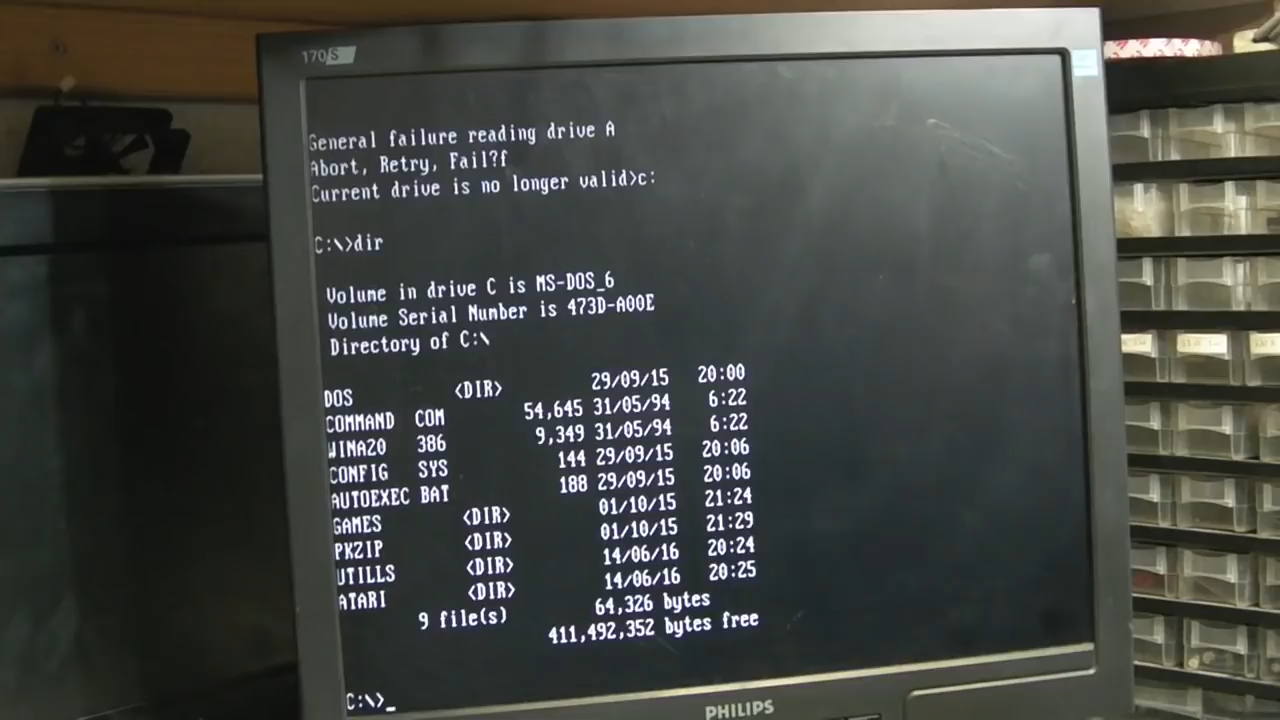 170S
General failure reading drive A
Abort, Retry, Fail?f
Current drive is no longer valid>c:
C:\>dir
Volume in drive C is MS-DOS_6
Volume Serial Number is 473D-A00E
Directory of C:\
DOS <DIR> 29/09/15 20:00
COMMAND COM 54,645 31/05/94 6:22
WINA20 386 9,349 31/05/94 6:22
CONFIG SYS 144 29/09/15 20:06
AUTOEXEC BAT 188 29/09/15 20:06
GAMES <DIR> 01/10/15 21:24
PKZIP <DIR> 01/10/15 21:29
UTILLS <DIR> 14/06/16 20:24
ATARI <DIR> 14/06/16 20:25
9 file(s) 64,326 bytes
411,492,352 bytes free
C:\>_
PHILIPS